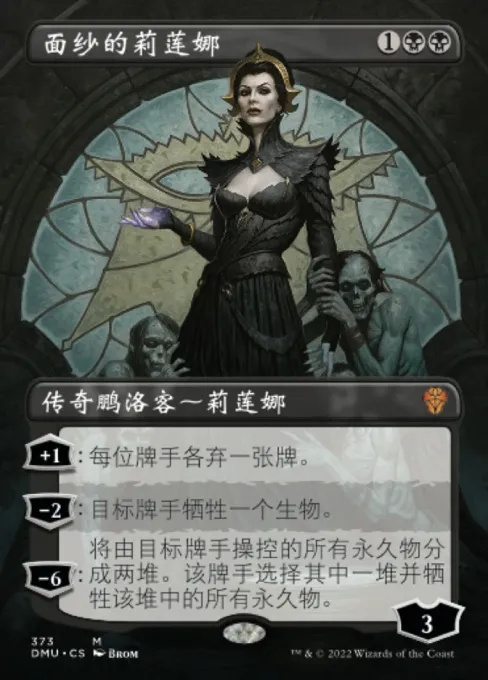 面纱的莉莲娜 1
传奇鹏洛客～莉莲娜
+1：每位牌手各弃一张牌。
-2：目标牌手牺牲一个生物。
-6：将由目标牌手操控的所有永久物分
成两堆。该牌手选择其中一堆并牺
牲该堆中的所有永久物。
3
373 M
DMU • CS BROM
™ & © 2022 Wizards of the Coast